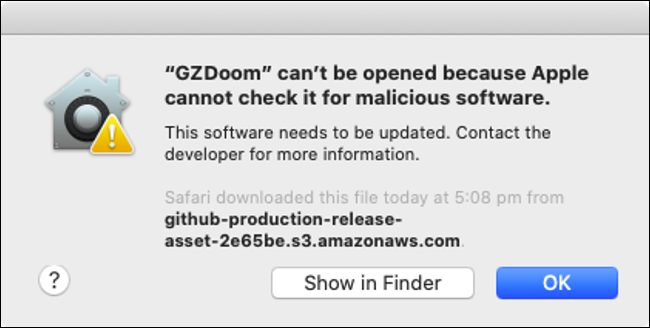 “GZDoom” can’t be opened because Apple
cannot check it for malicious software.
This software needs to be updated. Contact the
developer for more information.
Safari downloaded this file today at 5:08 pm from
github-production-release-
asset-2e65be.s3.amazonaws.com.
?
Show in Finder
OK